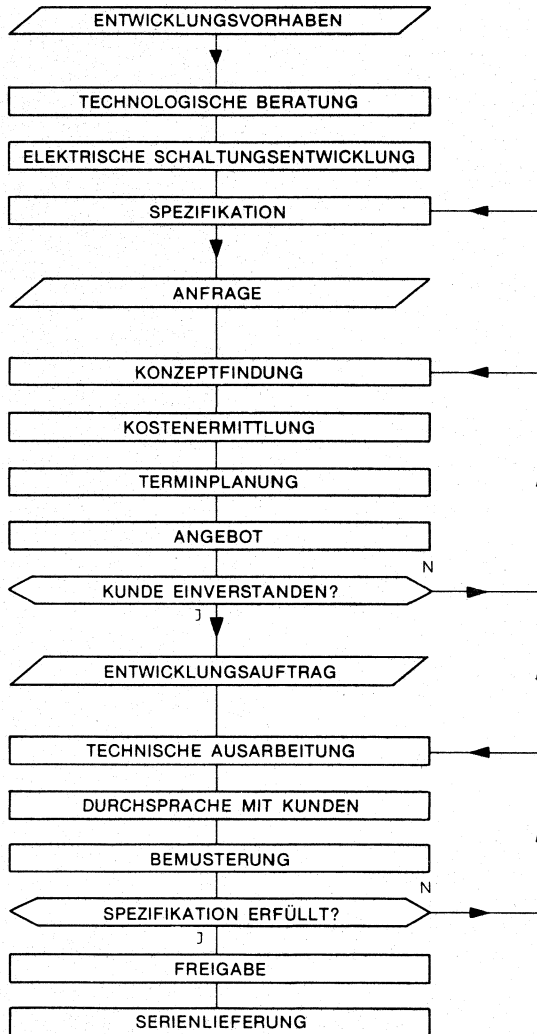 ENTWICKLUNGSVORHABEN
TECHNOLOGISCHE BERATUNG
ELEKTRISCHE SCHALTUNGSENTWICKLUNG
SPEZIFIKATION
ANFRAGE
KONZEPTFINDUNG
KOSTENERMITTLUNG
TERMINPLANUNG
ANGEBOT
N
KUNDE EINVERSTANDEN?
J
ENTWICKLUNGSAUFTRAG
TECHNISCHE AUSARBEITUNG
DURCHSPRACHE MIT KUNDEN
BEMUSTERUNG
N
SPEZIFIKATION ERFÜLLT?
J
FREIGABE
SERIENLIEFERUNG